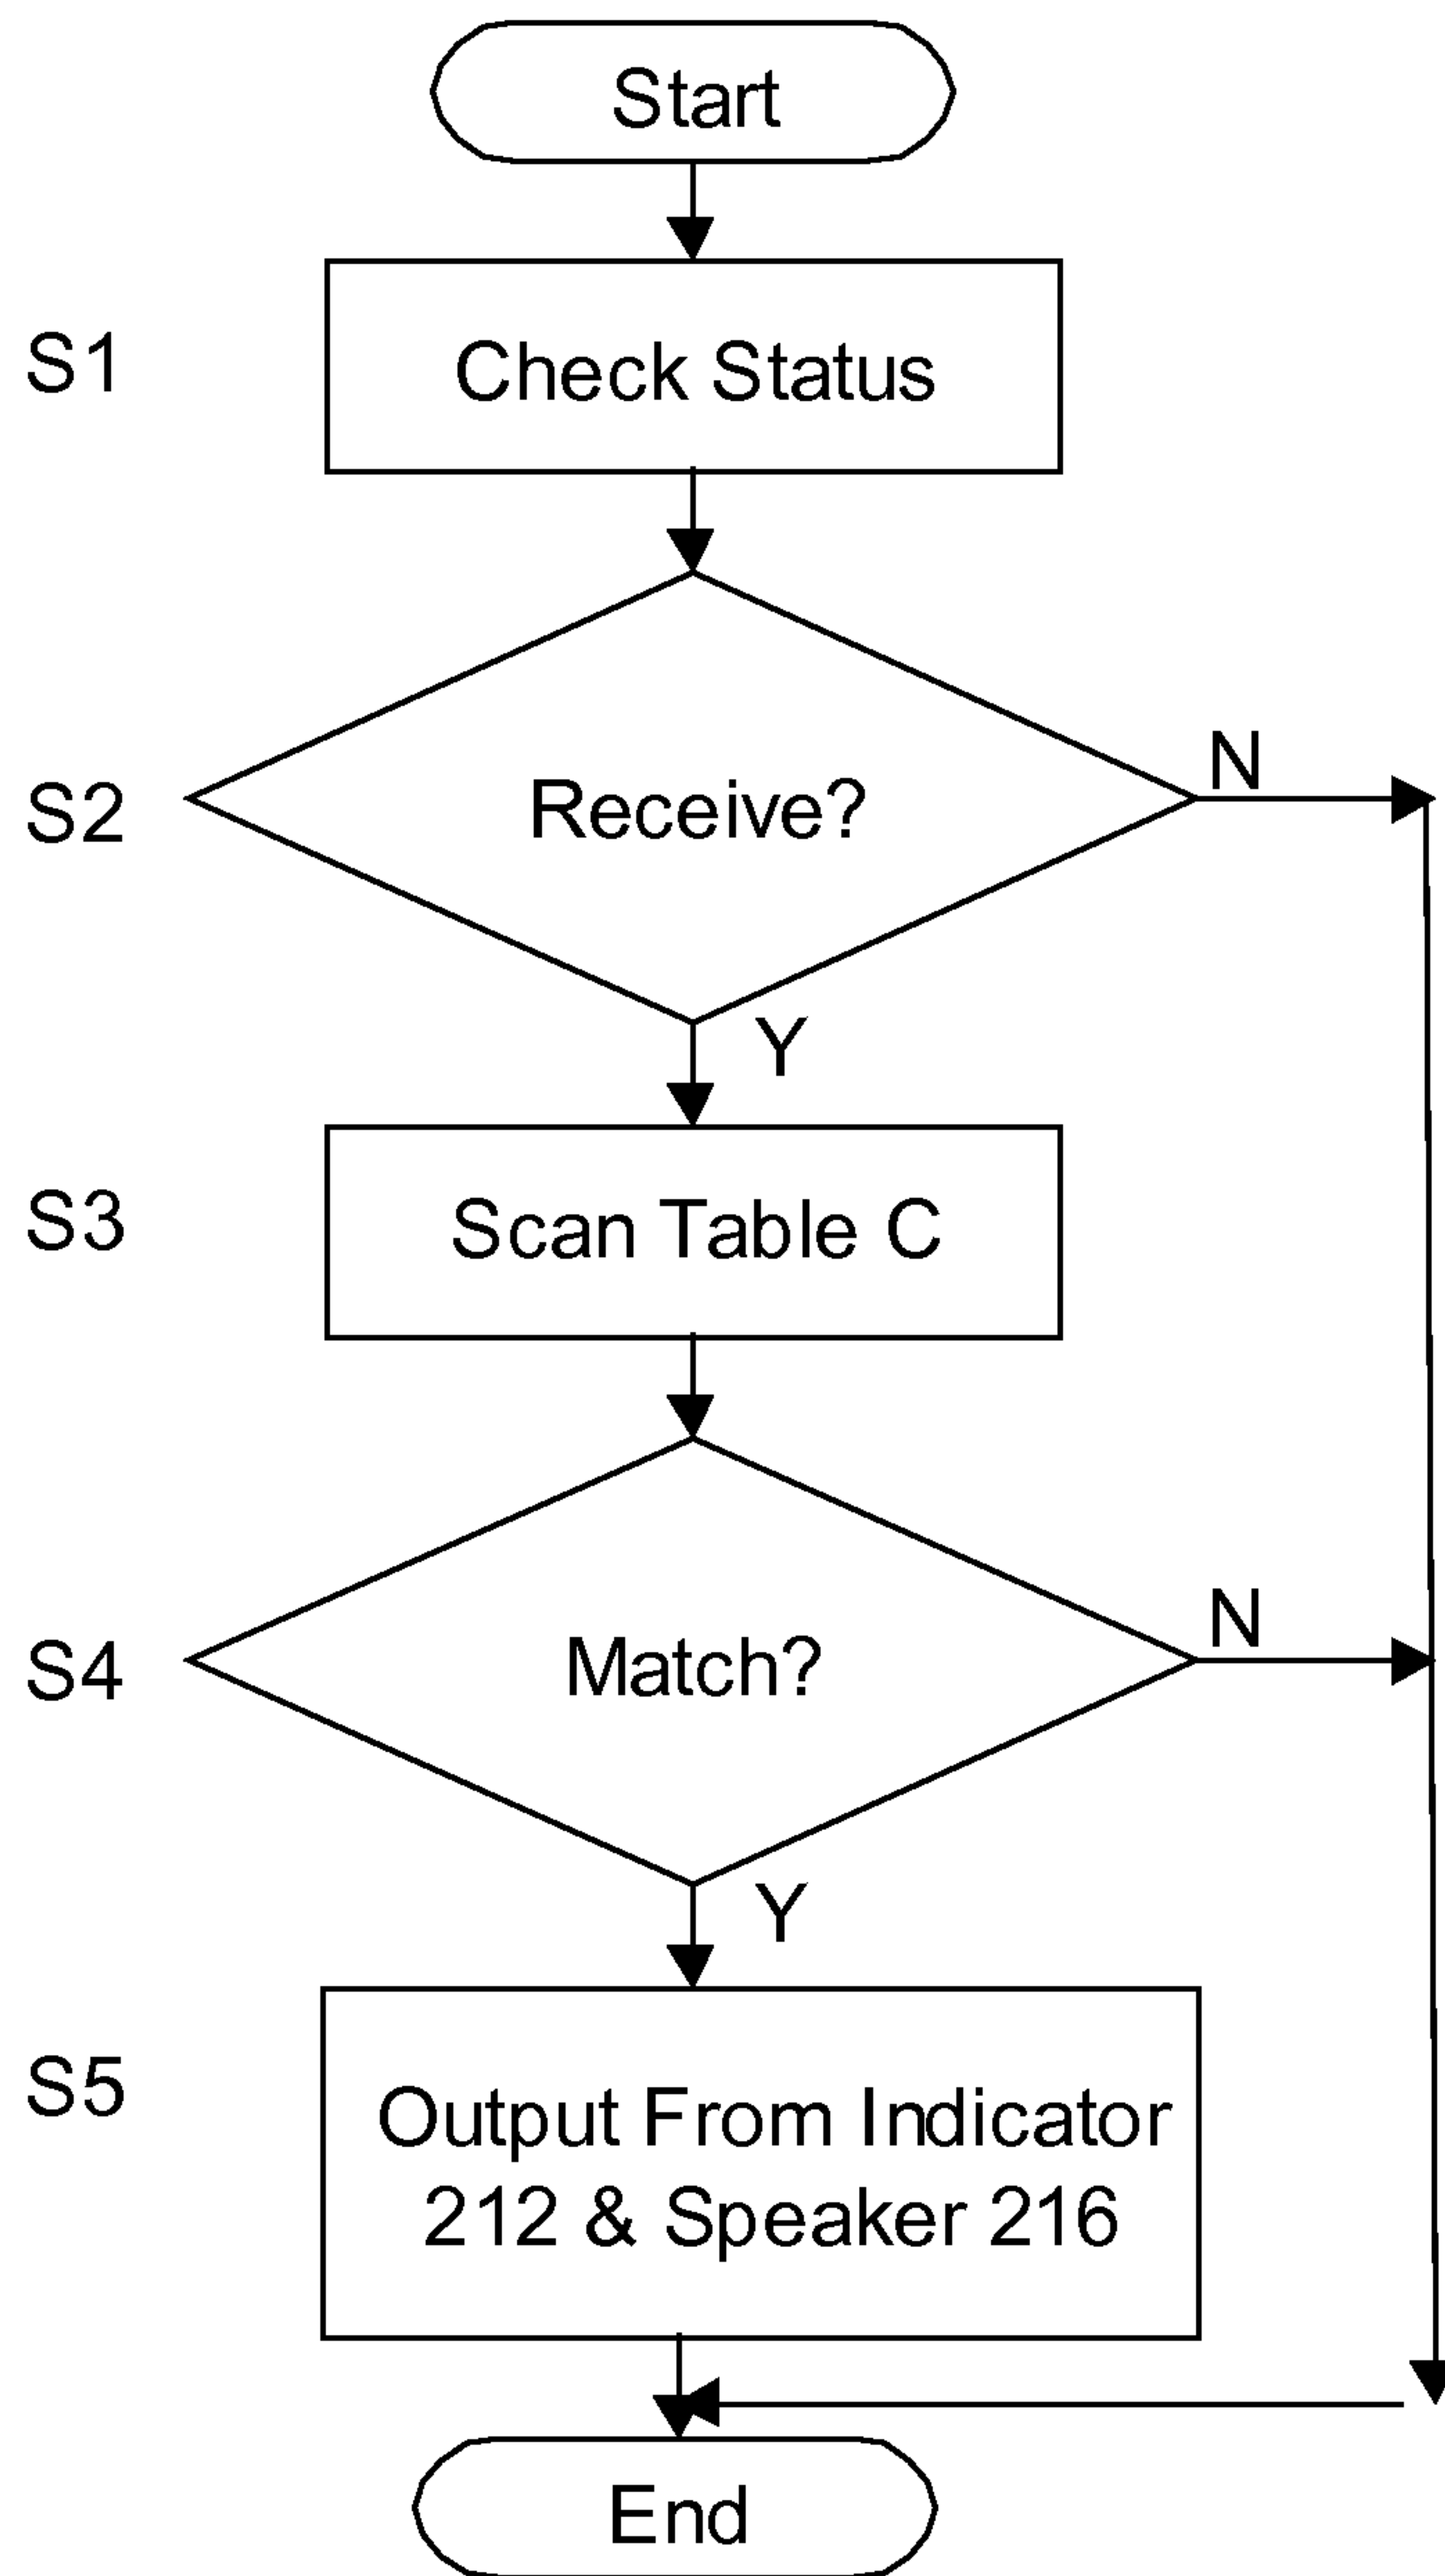 Start
S1
Check Status
S2
Receive?
N
Y
S3
Scan Table C
S4
Match?
N
Y
S5
Output From Indicator
212 & Speaker 216
End